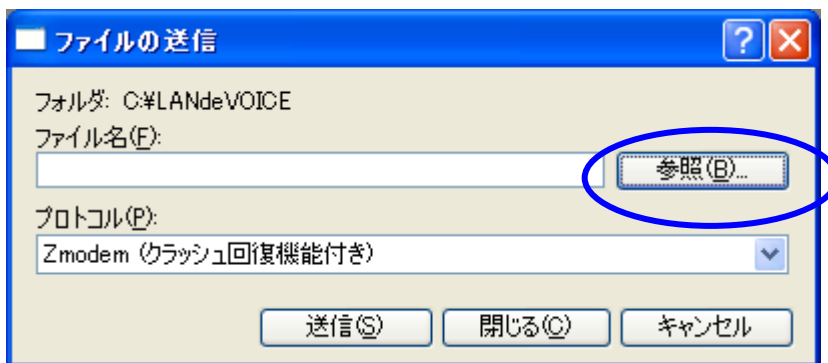 ファイルの送信
フォルダ: C:¥LANdeVOICE
ファイル名(F):
参照(B)...
プロトコル(P):
Zmodem (クラッシュ回復機能付き)
送信(S) 閉じる(C) キャンセル